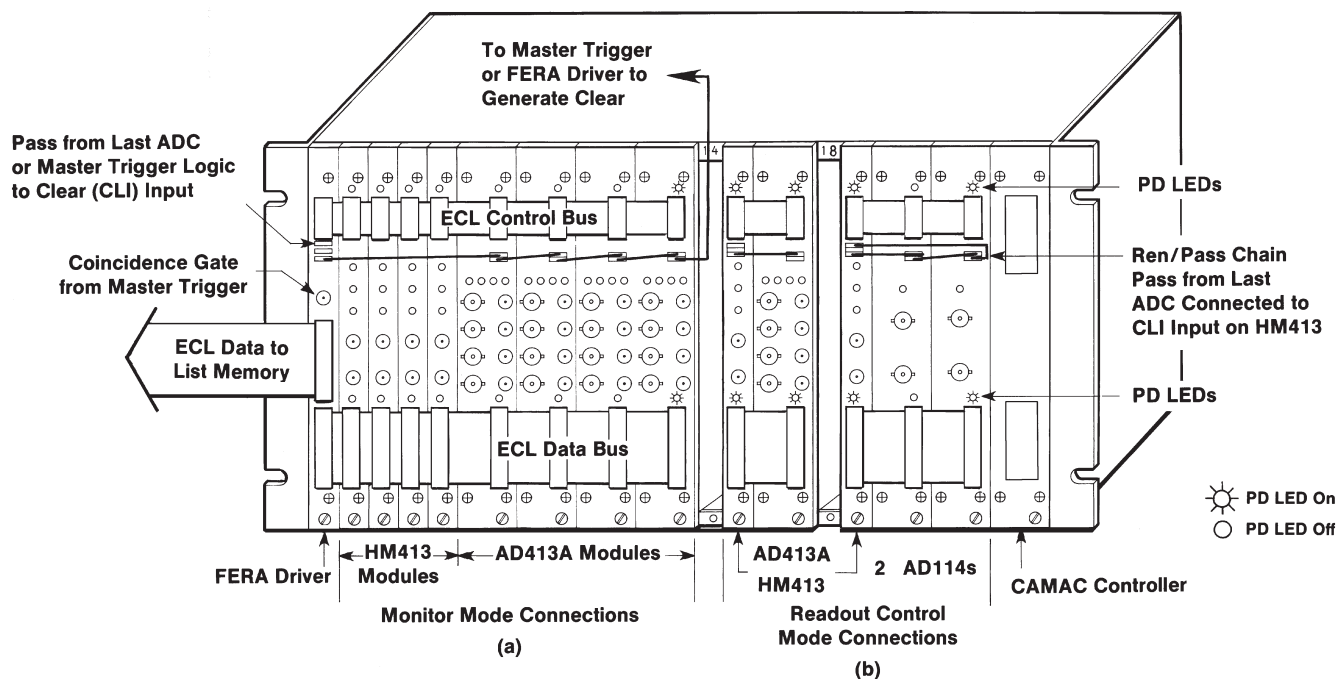 To Master Trigger
or FERA Driver to
Generate Clear
Pass from Last ADC
or Master Trigger Logic
to Clear (CLI) Input
14
18
PD LEDs
ECL Control Bus
Coincidence Gate
from Master Trigger
Ren/Pass Chain
Pass from Last
ADC Connected to
CLI Input on HM413
ECL Data to
List Memory
PD LEDs
ECL Data Bus
PD LED On
PD LED Off
FERA Driver
HM413
Modules
AD413A Modules
AD413A
HM413
2 AD114s
CAMAC Controller
Monitor Mode Connections
(a)
Readout Control
Mode Connections
(b)